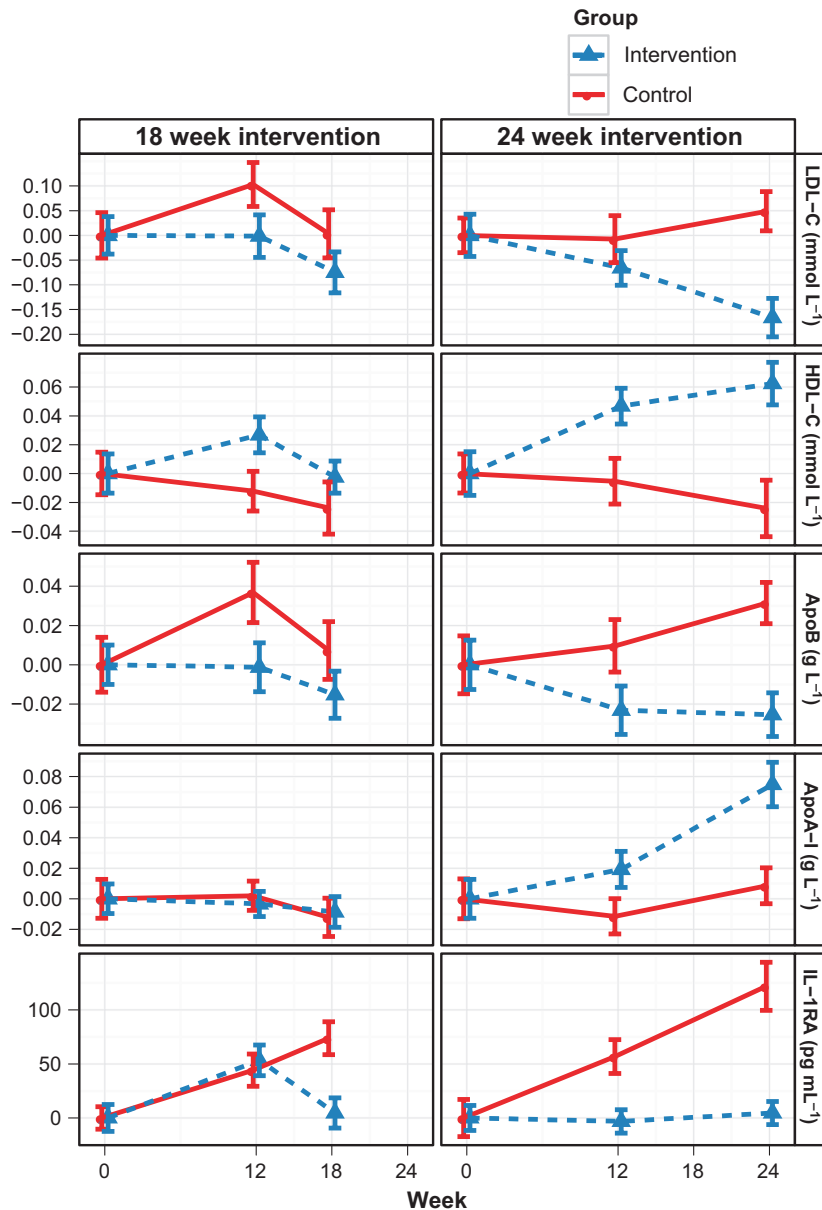 Group
Intervention
Control
18 week intervention 24 week intervention
0.10
0.05
0.00
−0.05
−0.10
−0.15
−0.20
LDL−C (mmol L⁻¹)
0.06
0.04
0.02
0.00
−0.02
−0.04
HDL−C (mmol L⁻¹)
0.04
0.02
0.00
−0.02
ApoB (g L⁻¹)
0.08
0.06
0.04
0.02
0.00
−0.02
ApoA−I (g L⁻¹)
100
50
0
IL−1RA (pg mL⁻¹)
0 12 18 24 0 12 18 24
Week